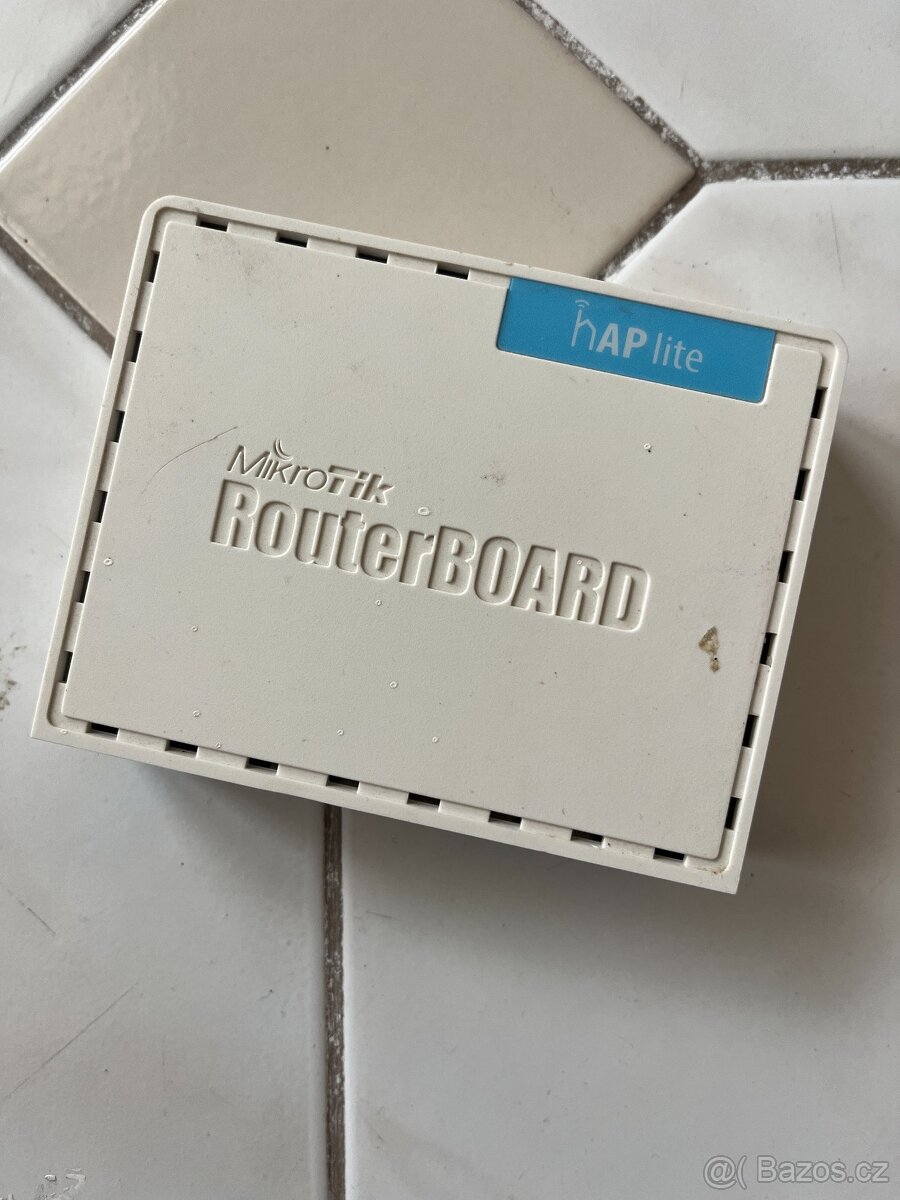 hAP lite
MikroTik
RouterBOARD
@( Bazos.cz